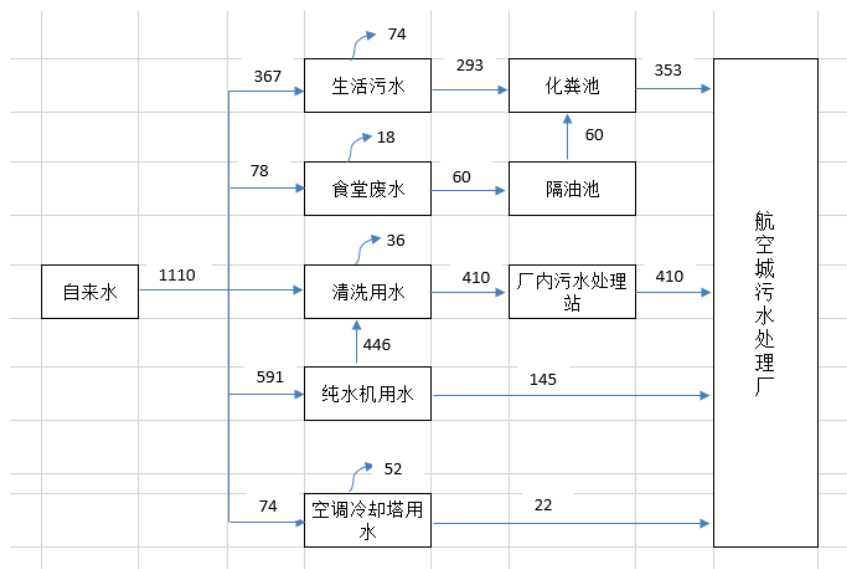 74
367
生活污水
293
化粪池
353
18
60
78
食堂废水
60
隔油池
36
自来水
1110
清洗用水
410
厂内污水处理
站
410
446
591
纯水机用水
145
52
74
空调冷却塔用
水
22
航空城污水处理厂